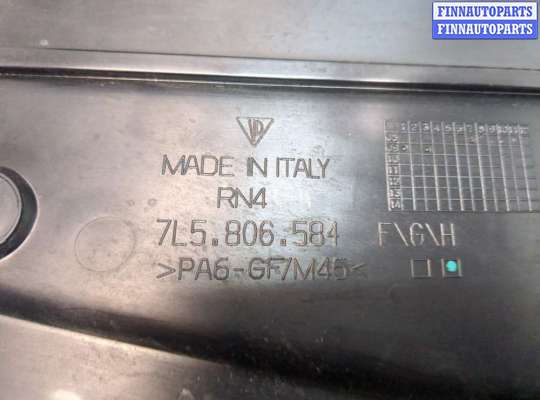 FINNAUTOPARTS
FINNAUTOPARTS
MADE IN ITALY
RN4
7L5.806.584 F\G\H
>PA6-GF/M45<